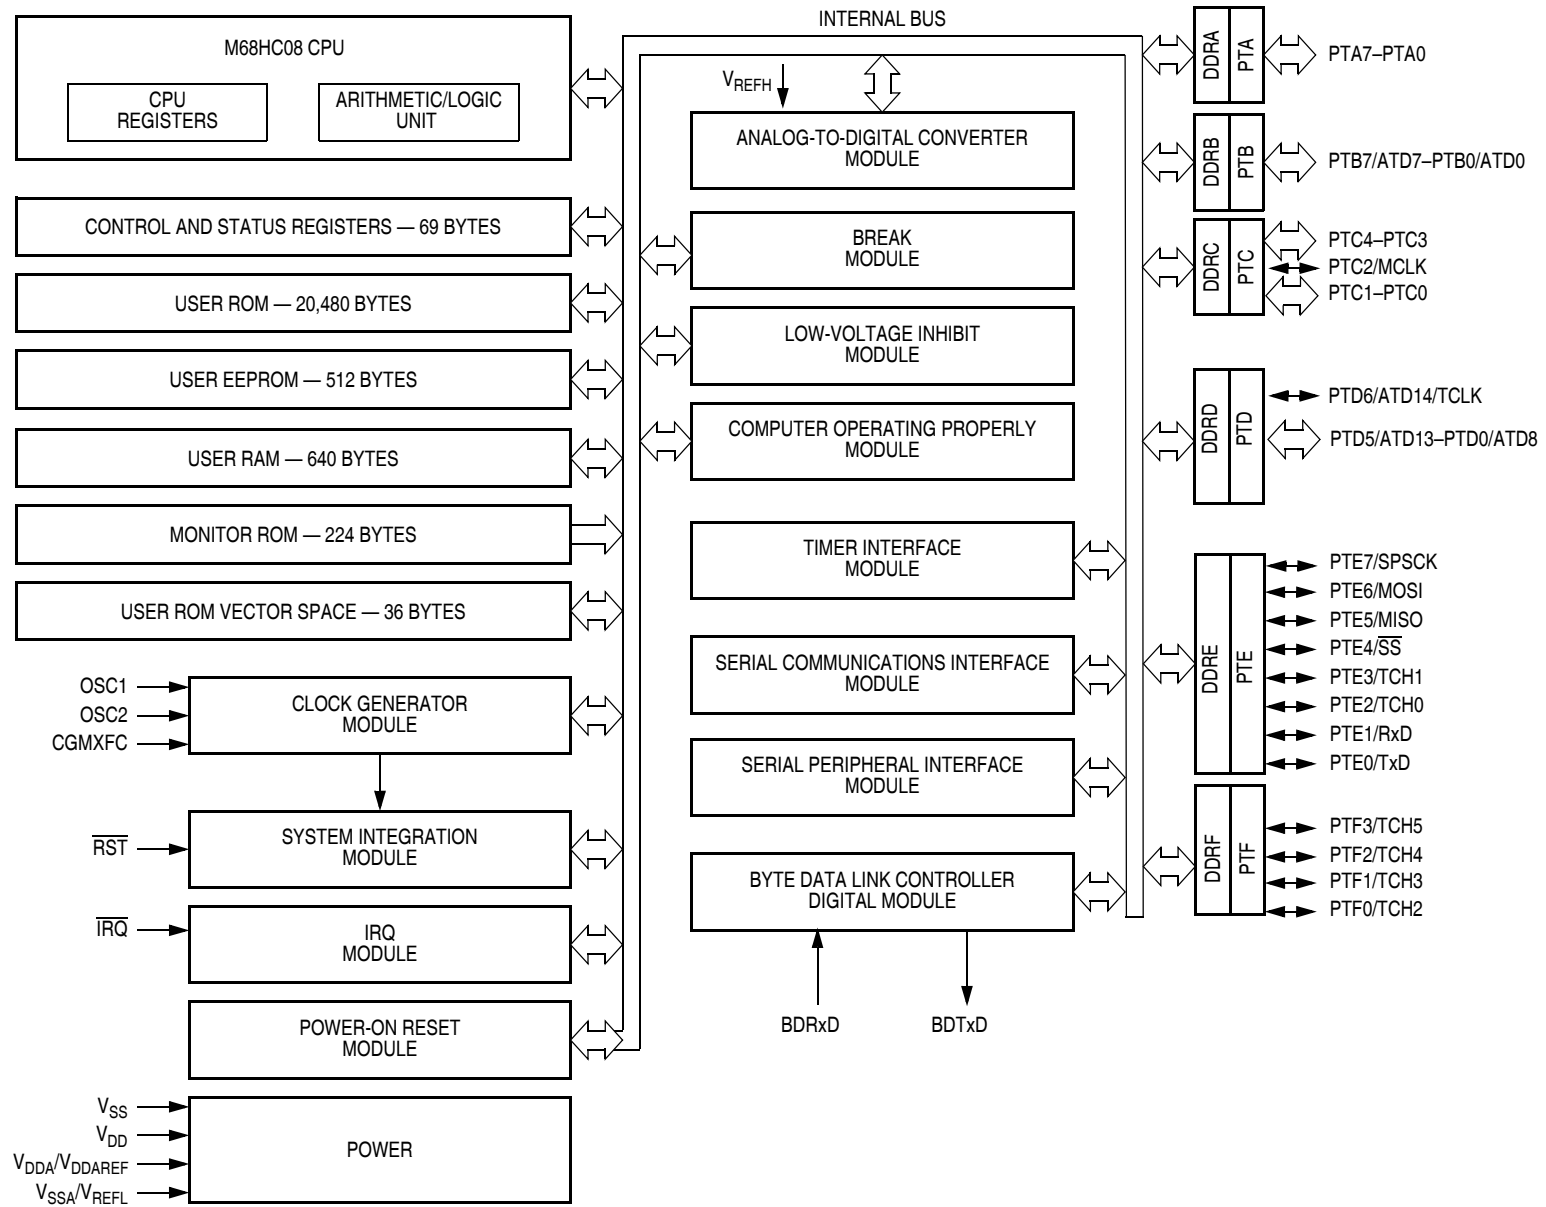 INTERNAL BUS
M68HC08 CPU
CPU
REGISTERS
ARITHMETIC/LOGIC
UNIT
CONTROL AND STATUS REGISTERS — 69 BYTES
USER ROM — 20,480 BYTES
USER EEPROM — 512 BYTES
USER RAM — 640 BYTES
MONITOR ROM — 224 BYTES
USER ROM VECTOR SPACE — 36 BYTES
OSC1
OSC2
CGMXFC
CLOCK GENERATOR
MODULE
RST
SYSTEM INTEGRATION
MODULE
IRQ
IRQ
MODULE
POWER-ON RESET
MODULE
VSS
VDD
VDDA/VDDAREF
VSSA/VREFL
POWER
VREFH
ANALOG-TO-DIGITAL CONVERTER
MODULE
BREAK
MODULE
LOW-VOLTAGE INHIBIT
MODULE
COMPUTER OPERATING PROPERLY
MODULE
TIMER INTERFACE
MODULE
SERIAL COMMUNICATIONS INTERFACE
MODULE
SERIAL PERIPHERAL INTERFACE
MODULE
BYTE DATA LINK CONTROLLER
DIGITAL MODULE
BDRxD
BDTxD
DDRA
PTA
PTA7–PTA0
DDRB
PTB
PTB7/ATD7–PTB0/ATD0
DDRC
PTC
PTC4–PTC3
PTC2/MCLK
PTC1–PTC0
DDRD
PTD
PTD6/ATD14/TCLK
PTD5/ATD13–PTD0/ATD8
DDRE
PTE
PTE7/SPSCK
PTE6/MOSI
PTE5/MISO
PTE4/SS
PTE3/TCH1
PTE2/TCH0
PTE1/RxD
PTE0/TxD
DDRF
PTF
PTF3/TCH5
PTF2/TCH4
PTF1/TCH3
PTF0/TCH2